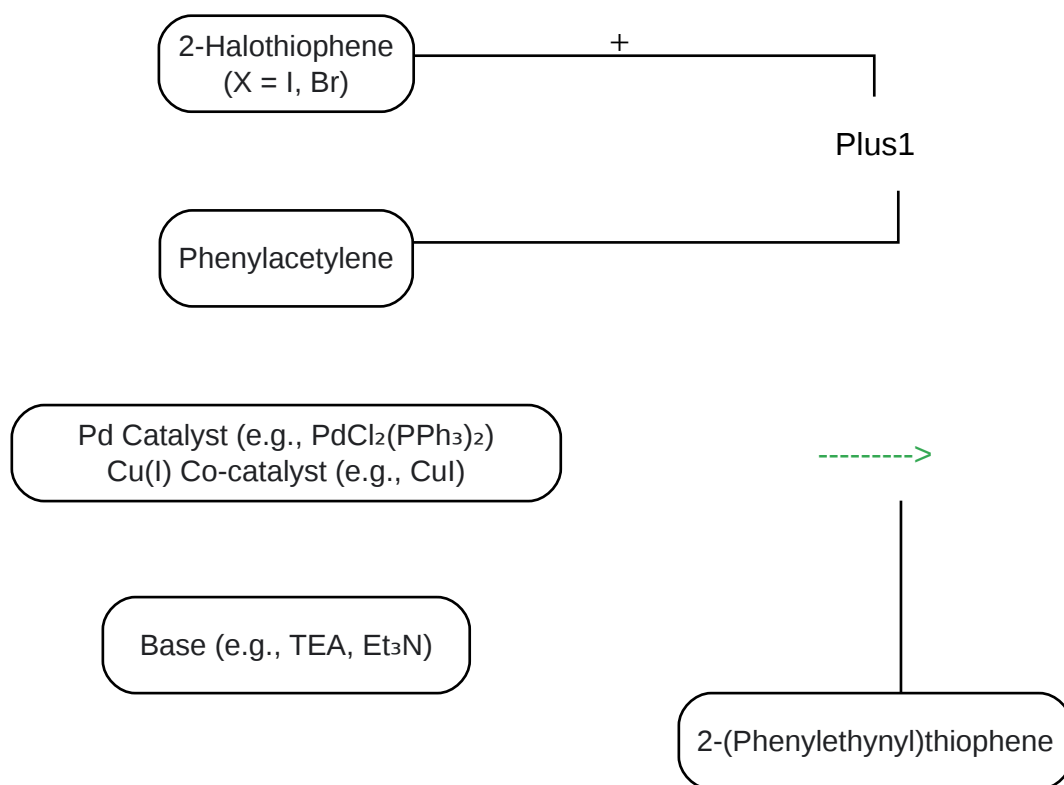 2-Halothiophene
(X = I, Br)
+
Plus1
Phenylacetylene
Pd Catalyst (e.g., PdCl₂(PPh₃)₂)
Cu(I) Co-catalyst (e.g., CuI)
--------->
Base (e.g., TEA, Et₃N)
2-(Phenylethynyl)thiophene